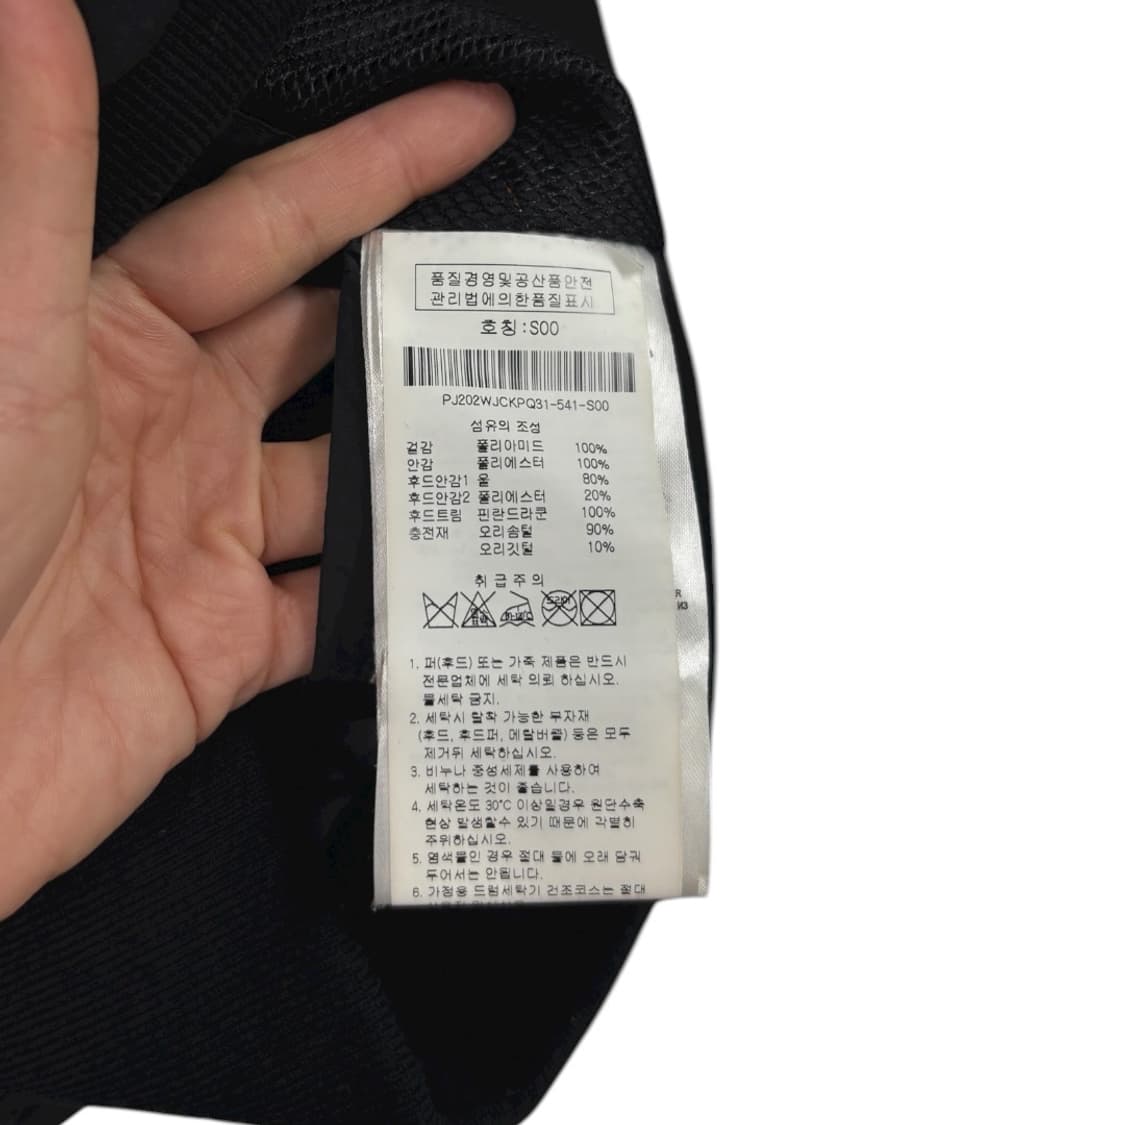 품질경영및공산품안전
관리법에의한품질표시
호칭:S00
PJ202WJCKPQ31-541-S00
섬유의 조성
겉감 폴리아미드 100%
안감 폴리에스터 100%
후드안감1 울 80%
후드안감2 폴리에스터 20%
후드트림 핀란드라쿤 100%
충전재 오리솜털 90%
오리깃털 10%
취급주의
드라이
1. 퍼(후드) 또는 가죽 제품은 반드시
전문업체에 세탁 의뢰 하십시오.
물세탁 금지.
2. 세탁시 탈착 가능한 부자재
(후드, 후드퍼, 메탈버클) 등은 모두
제거뒤 세탁하십시오.
3. 비누나 중성세제를 사용하여
세탁하는 것이 좋습니다.
4. 세탁온도 30℃ 이상일경우 원단수축
현상 발생할수 있기 때문에 각별히
주위하십시오.
5. 염색물인 경우 절대 물에 오래 담궈
두어서는 안됩니다.
6. 가정용 드럼세탁기 건조코스는 절대